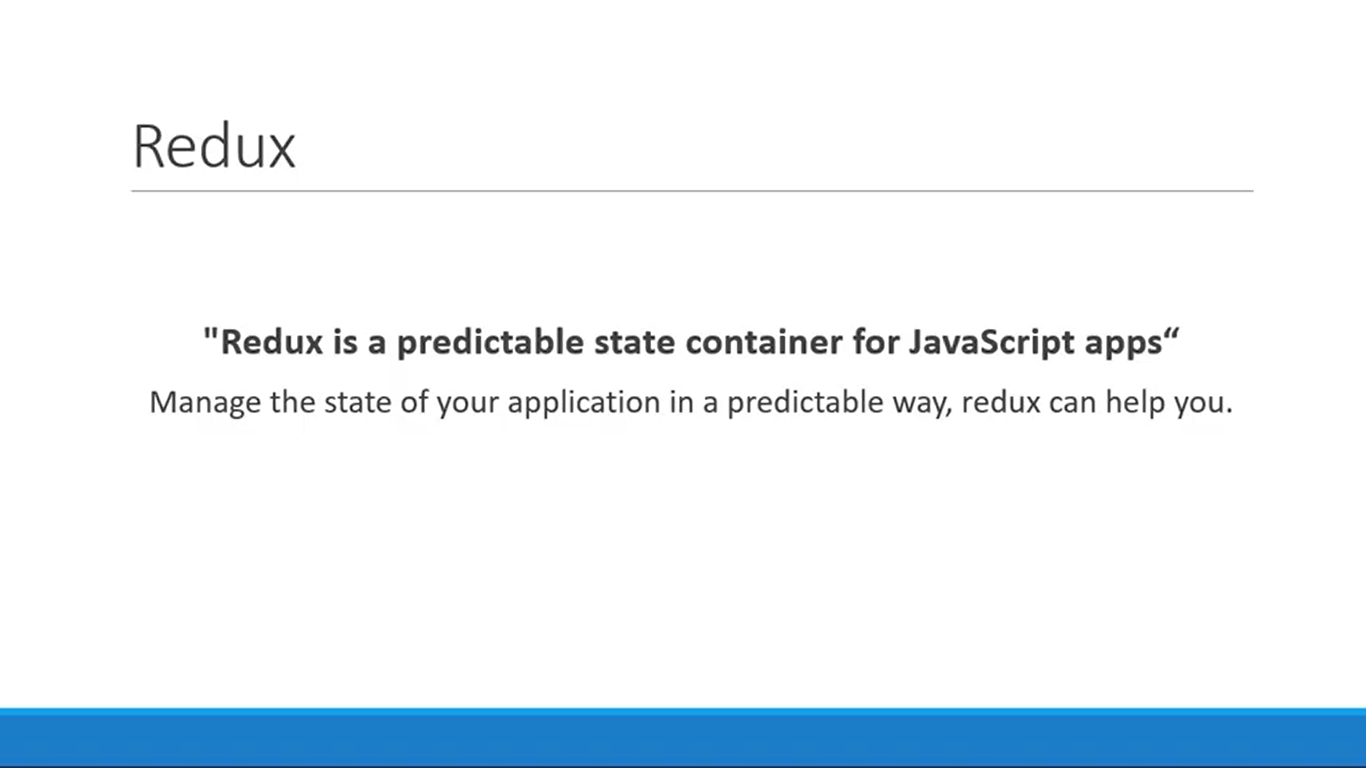 Redux
"Redux is a predictable state container for JavaScript apps“
Manage the state of your application in a predictable way, redux can help you.